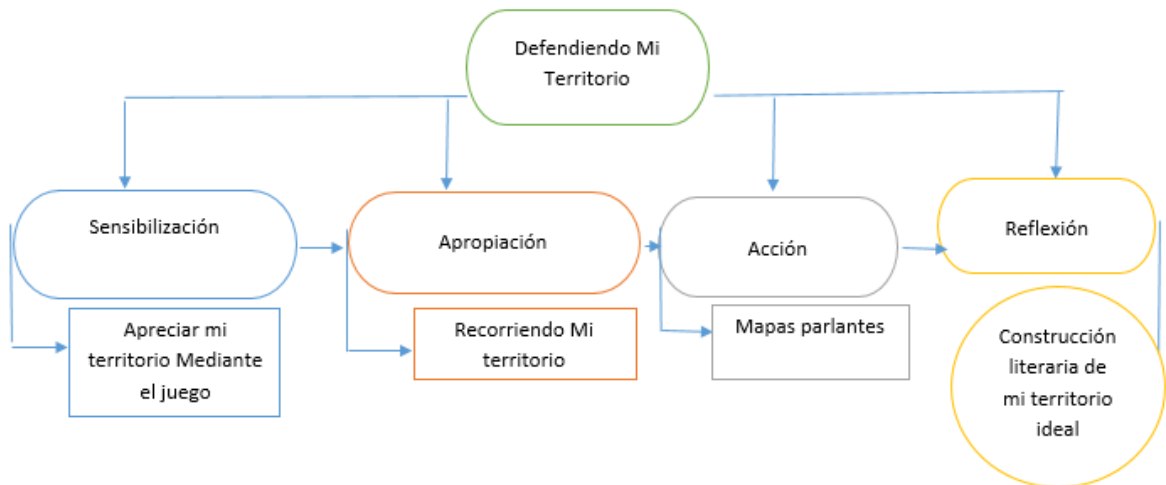 Defendiendo Mi
Territorio
Sensibilización
Apropiación
Acción
Reflexión
Apreciar mi
territorio Mediante
el juego
Recorriendo Mi
territorio
Mapas parlantes
Construcción
literaria de
mi territorio
ideal